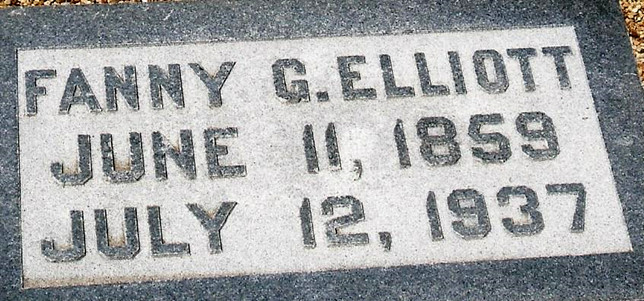 FANNY G. ELLIOTT
JUNE 11, 1859
JULY 12, 1937